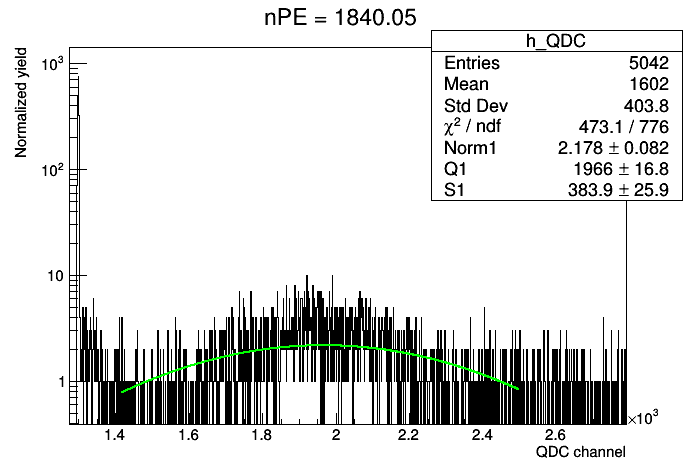 nPE = 1840.05
h_QDC
Entries 5042
Mean 1602
Std Dev 403.8
χ² / ndf 473.1 / 776
Norm1 2.178 ± 0.082
Q1 1966 ± 16.8
S1 383.9 ± 25.9
Normalized yield
10³
10²
10
1
1.4 1.6 1.8 2 2.2 2.4 2.6
×10³
QDC channel